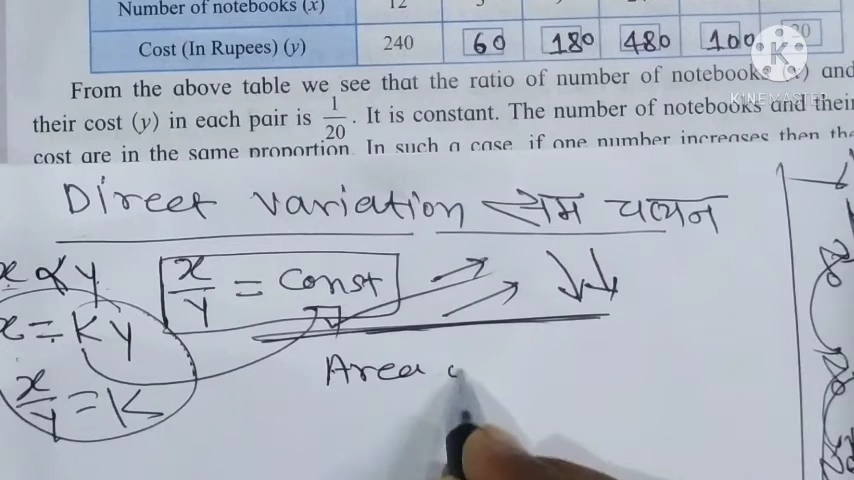 Number of notebooks (x) 12
Cost (In Rupees) (y) 240 60 180 480 100
KINEMASTER
From the above table we see that the ratio of number of notebooks (x) and
their cost (y) in each pair is 1/20. It is constant. The number of notebooks and their
cost are in the same proportion. In such a case, if one number increases then the
Direct variation सम चलन
x ∝ y x/y = Const
x = Ky
x/y = K
Area